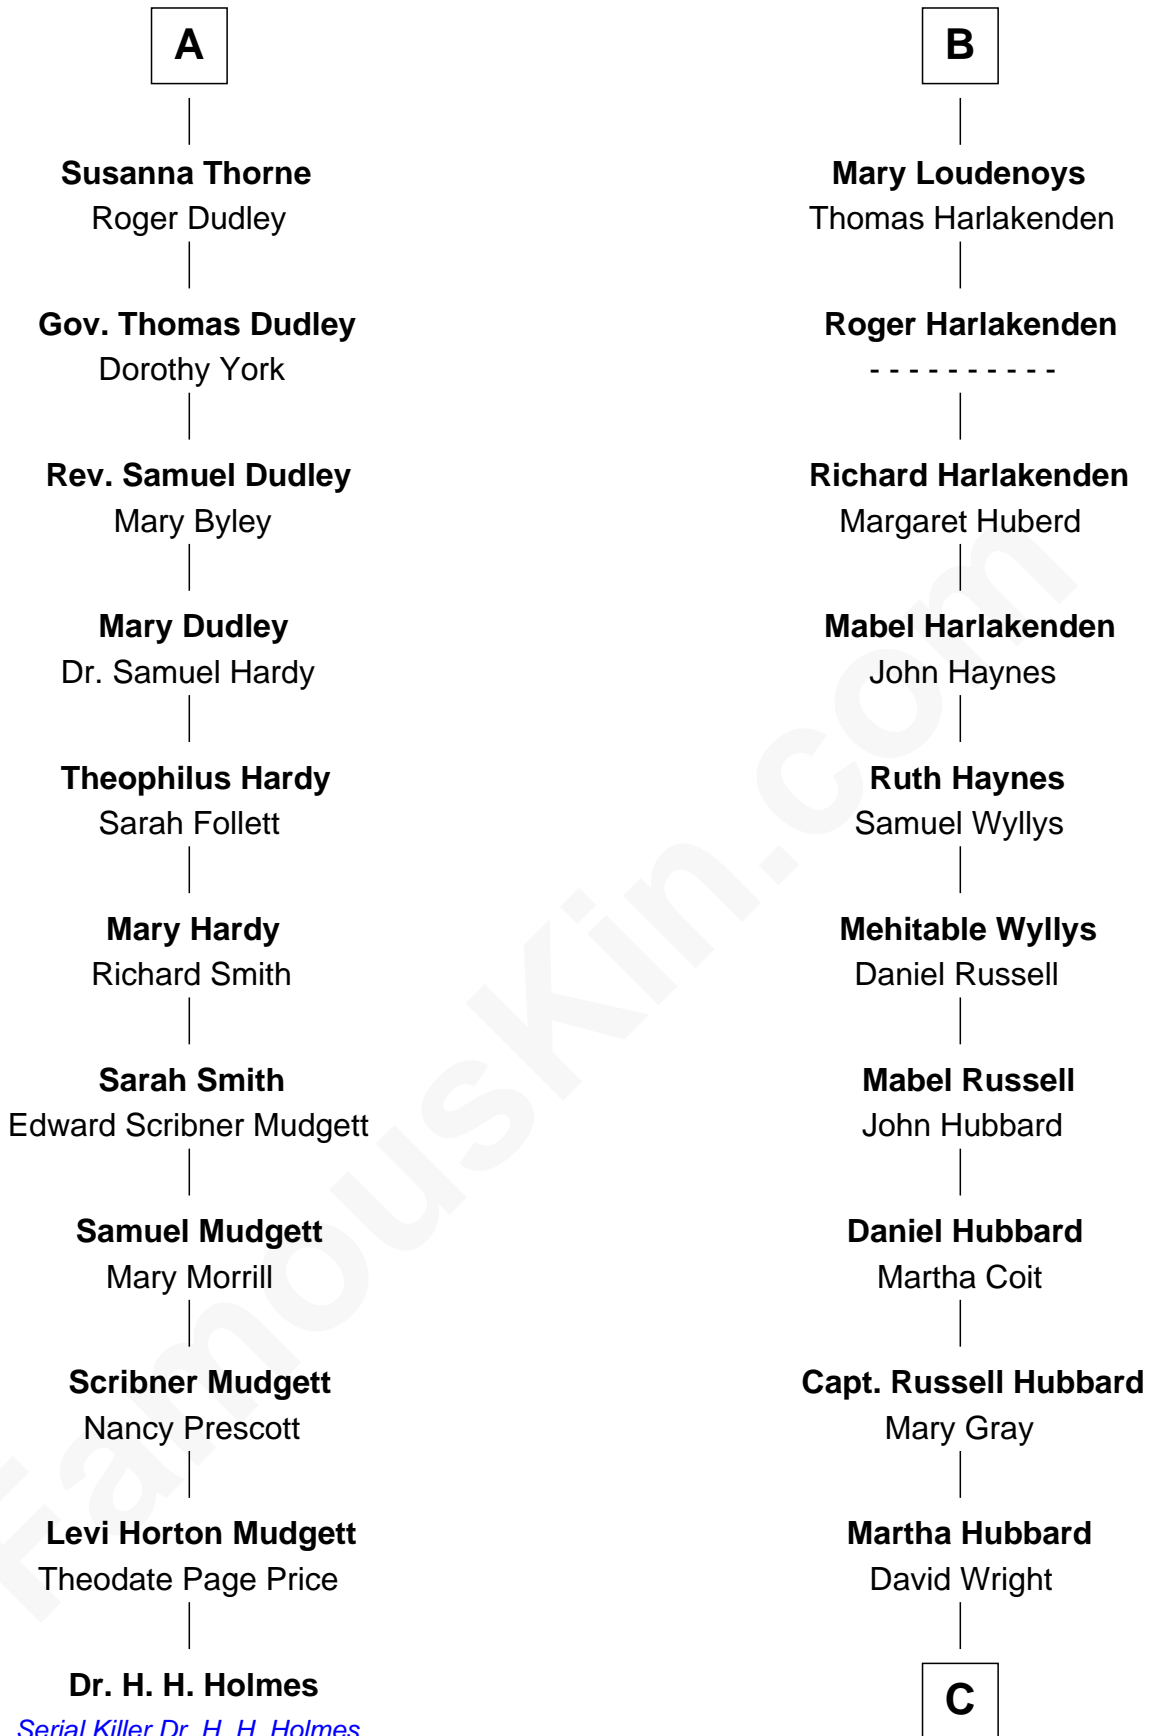 A
Susanna Thorne
Roger Dudley
Gov. Thomas Dudley
Dorothy York
Rev. Samuel Dudley
Mary Byley
Mary Dudley
Dr. Samuel Hardy
Theophilus Hardy
Sarah Follett
Mary Hardy
Richard Smith
Sarah Smith
Edward Scribner Mudgett
Samuel Mudgett
Mary Morrill
Scribner Mudgett
Nancy Prescott
Levi Horton Mudgett
Theodate Page Price
Dr. H. H. Holmes
Serial Killer Dr. H. H. Holmes
B
Mary Loudenoys
Thomas Harlakenden
Roger Harlakenden
- - - - - - - - - -
Richard Harlakenden
Margaret Huberd
Mabel Harlakenden
John Haynes
Ruth Haynes
Samuel Wyllys
Mehitable Wyllys
Daniel Russell
Mabel Russell
John Hubbard
Daniel Hubbard
Martha Coit
Capt. Russell Hubbard
Mary Gray
Martha Hubbard
David Wright
C
FamousKin.com